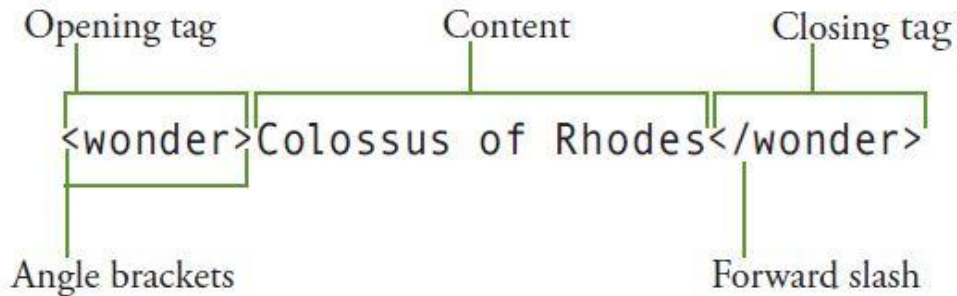 Opening tag Content Closing tag
<wonder>Colossus of Rhodes</wonder>
Angle brackets Forward slash